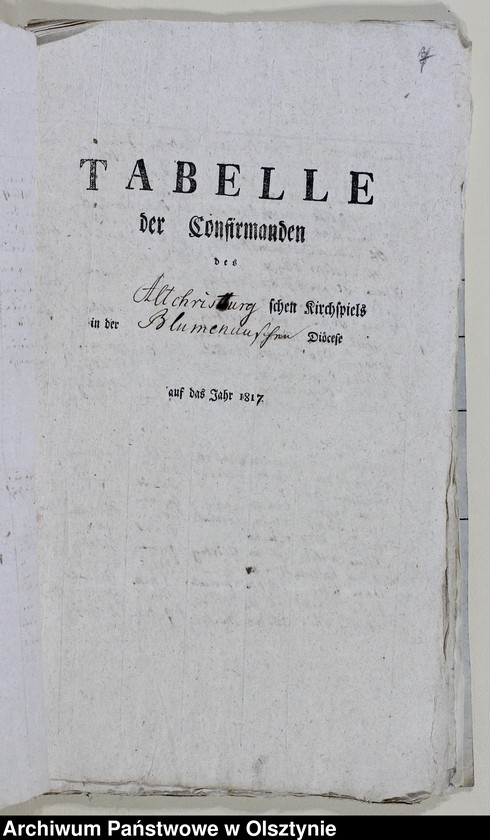 TABELLE
der Confirmanden
des
Altchristburg schen Kirchspiels
in der Blumenauschen Diöcese
auf das Jahr 1817.
Archiwum Państwowe w Olsztynie